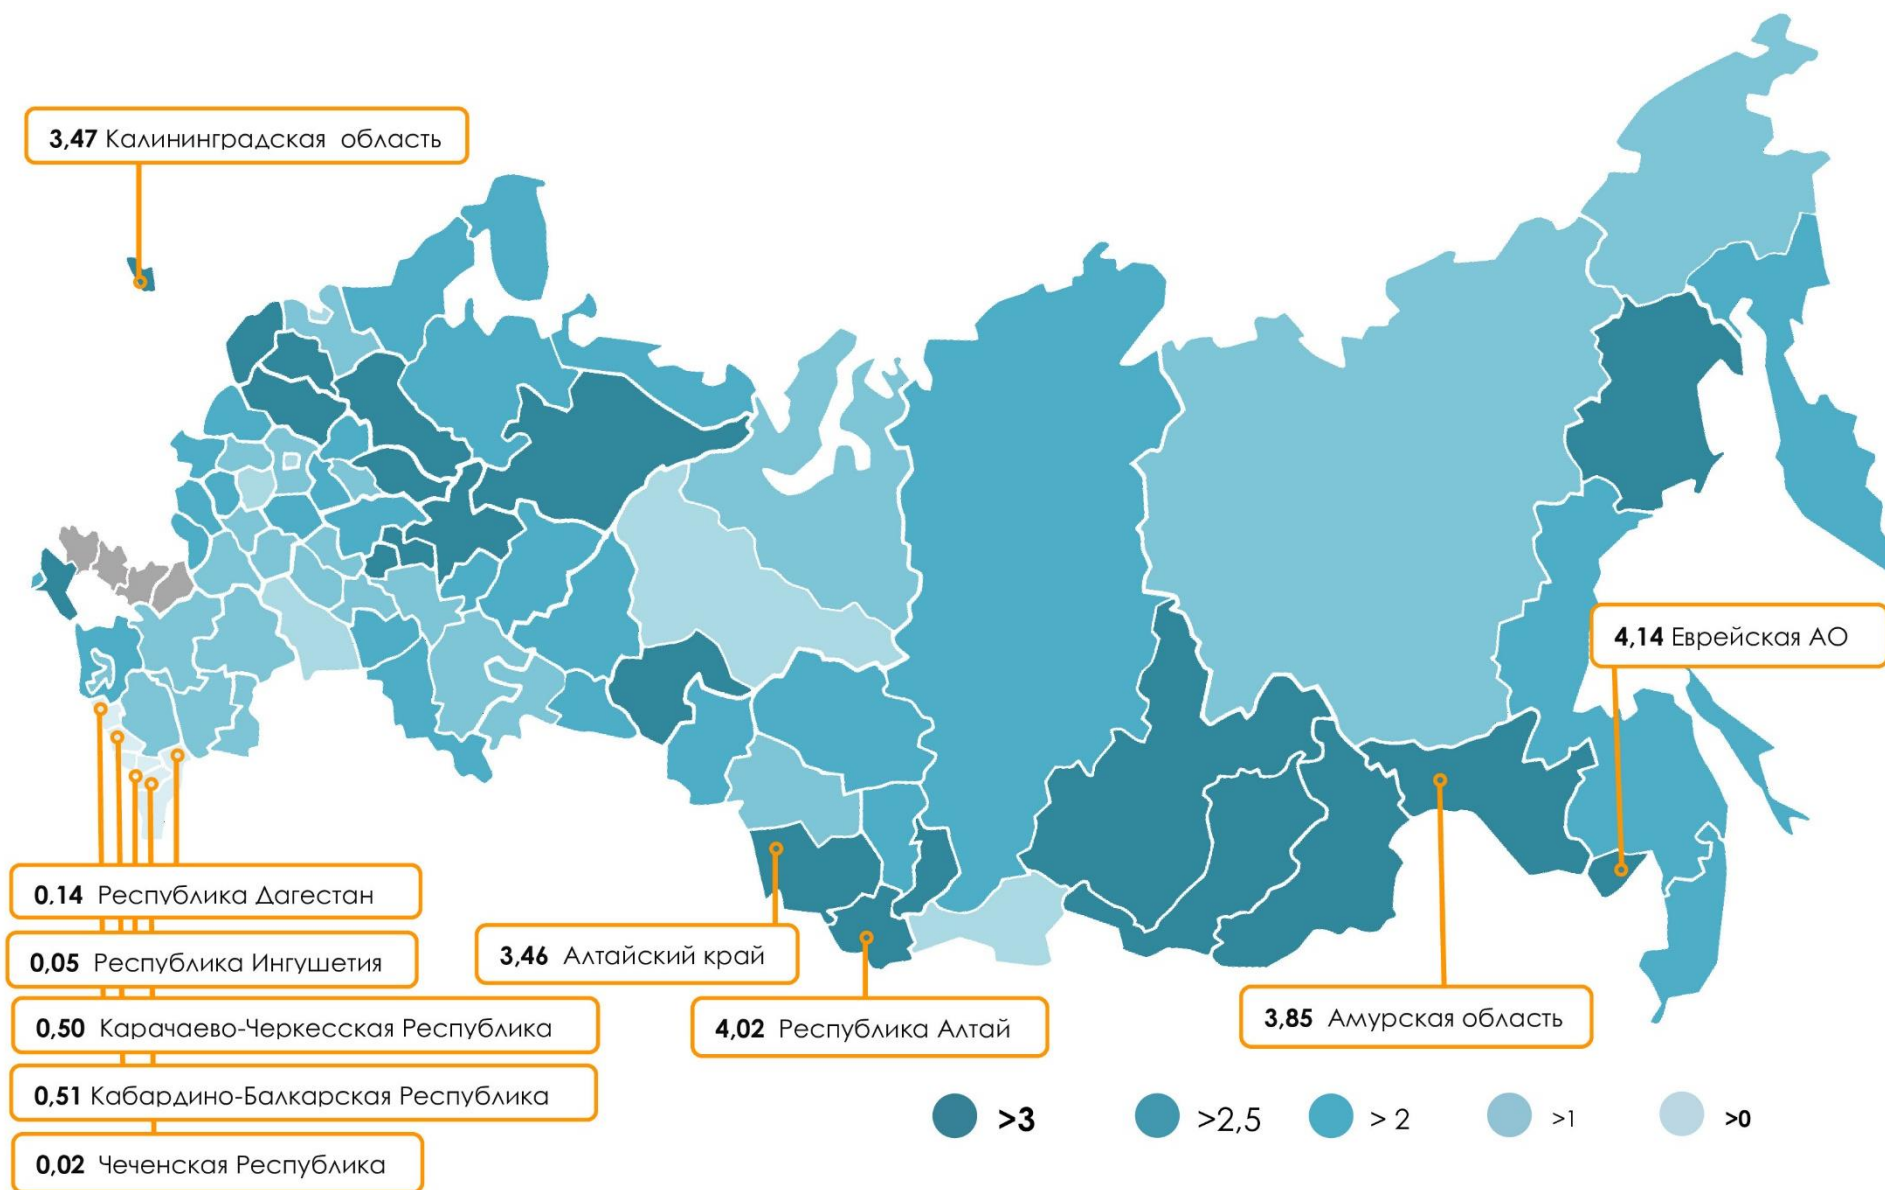 3,47 Калининградская область
4,14 Еврейская АО
0,14 Республика Дагестан
0,05 Республика Ингушетия
3,46 Алтайский край
0,50 Карачаево-Черкесская Республика
4,02 Республика Алтай
3,85 Амурская область
0,51 Кабардино-Балкарская Республика
0,02 Чеченская Республика
>3 >2,5 > 2 >1 >0